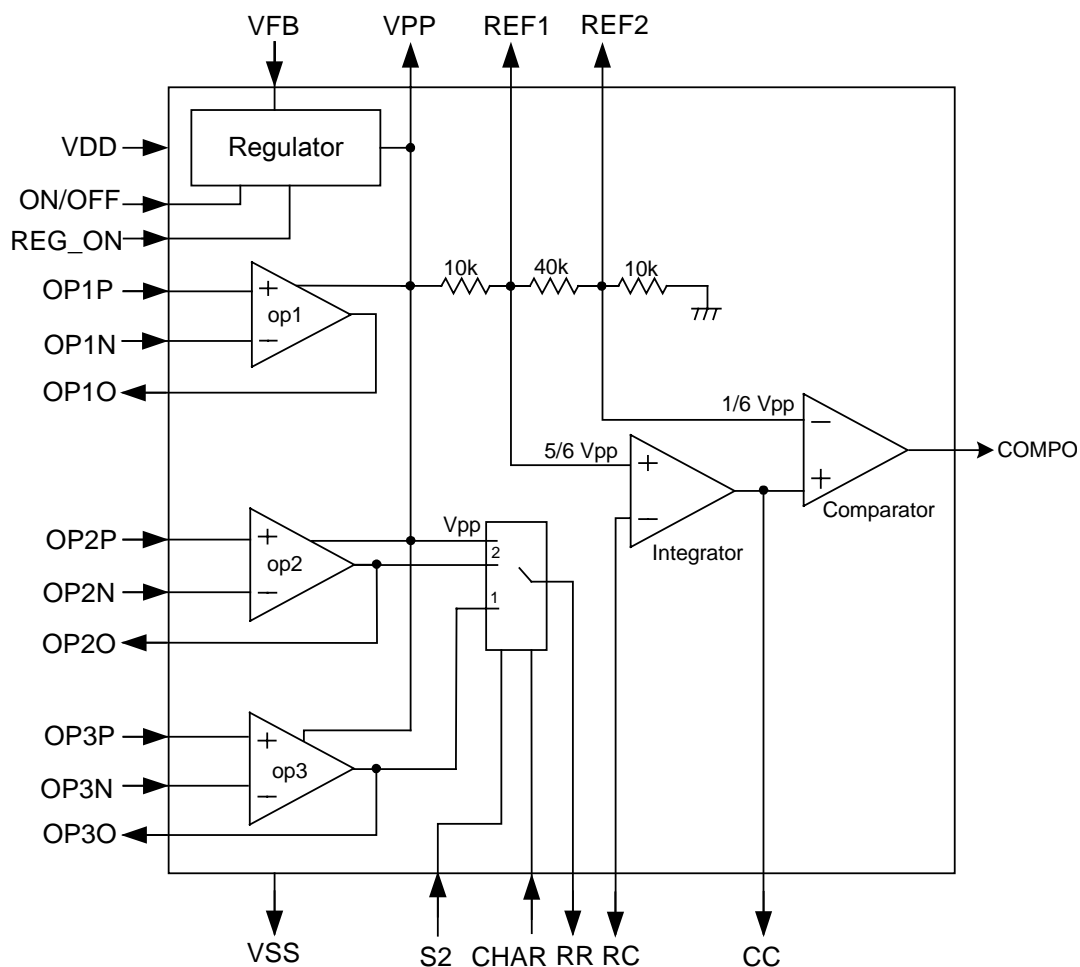 VFB
VPP
REF1
REF2
VDD
Regulator
ON/OFF
REG_ON
10k
40k
10k
OP1P
+
op1
OP1N
−
OP1O
1/6 Vpp
−
5/6 Vpp
+
COMPO
+
Comparator
−
Integrator
OP2P
+
Vpp
op2
2
OP2N
−
1
OP2O
OP3P
+
op3
OP3N
−
OP3O
VSS
S2
CHAR
RR
RC
CC